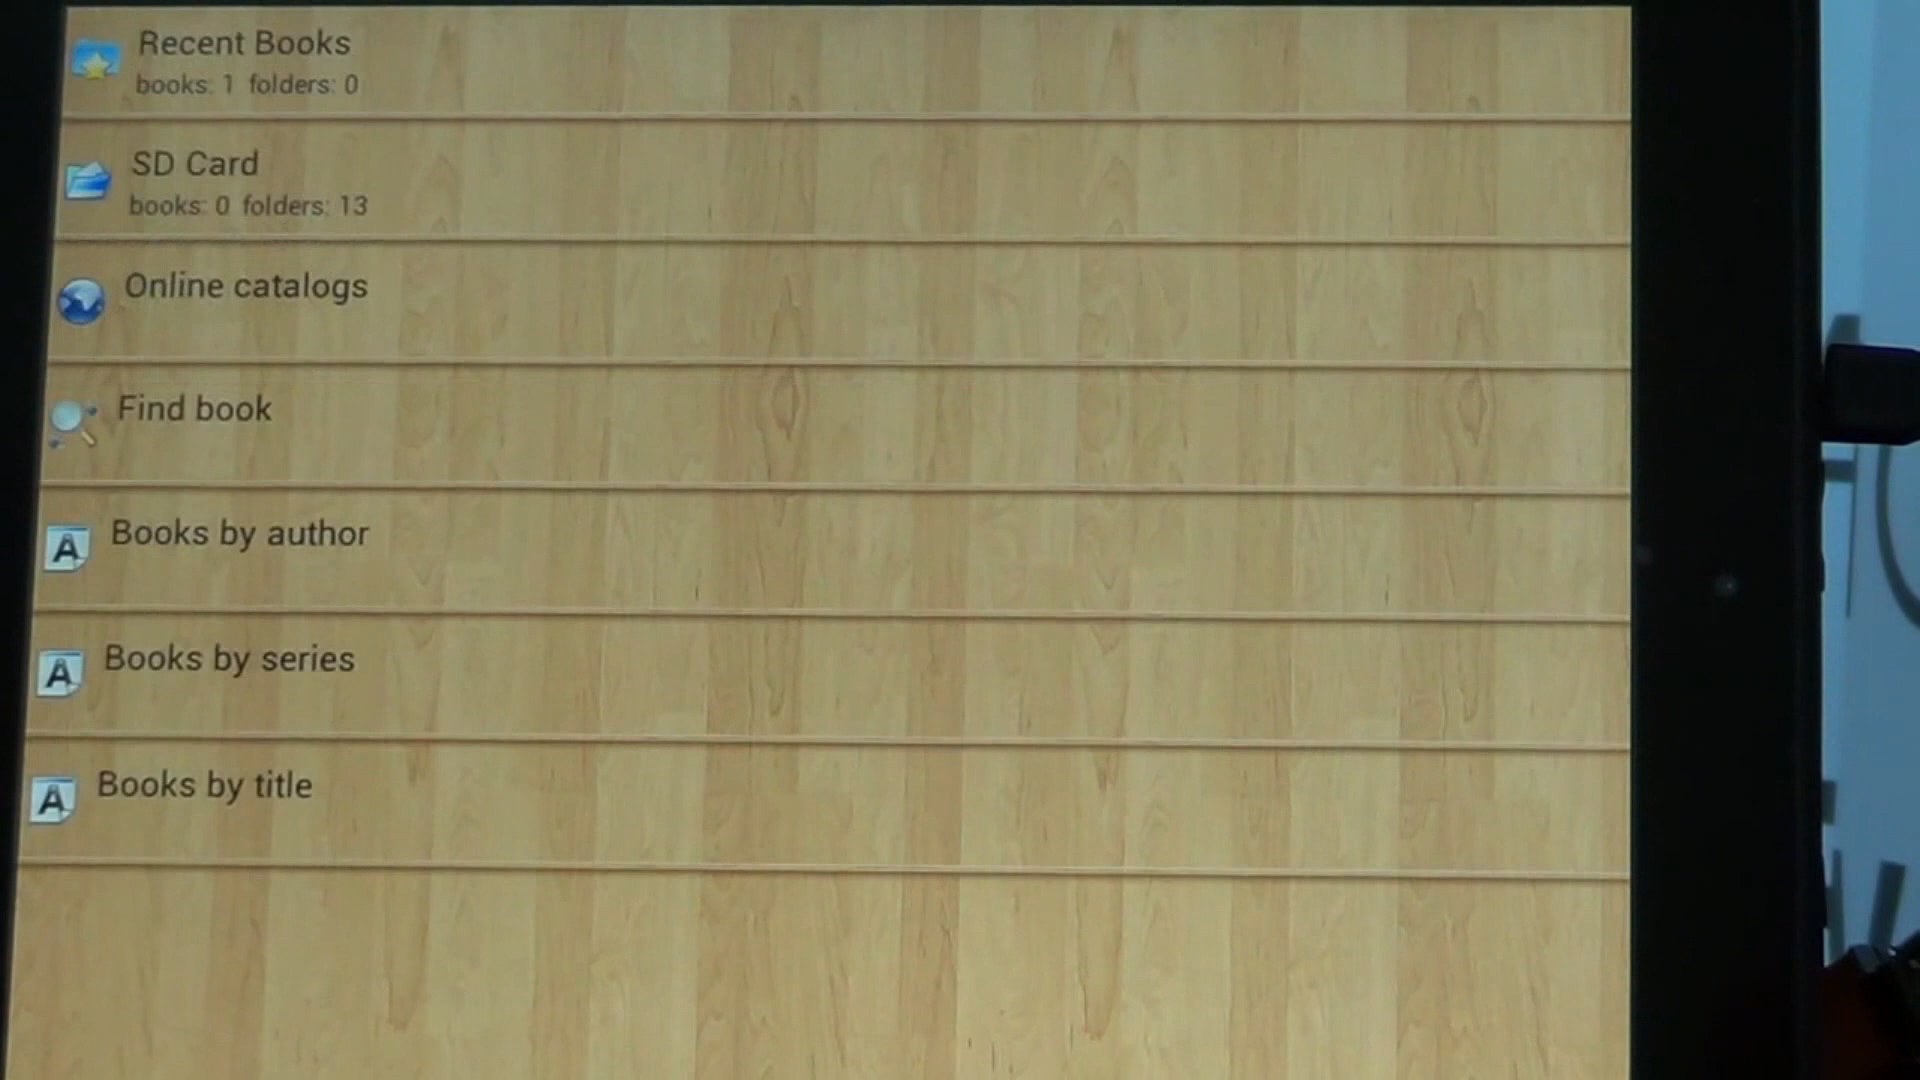 Recent Books
books: 1 folders: 0
SD Card
books: 0 folders: 13
Online catalogs
Find book
Books by author
Books by series
Books by title